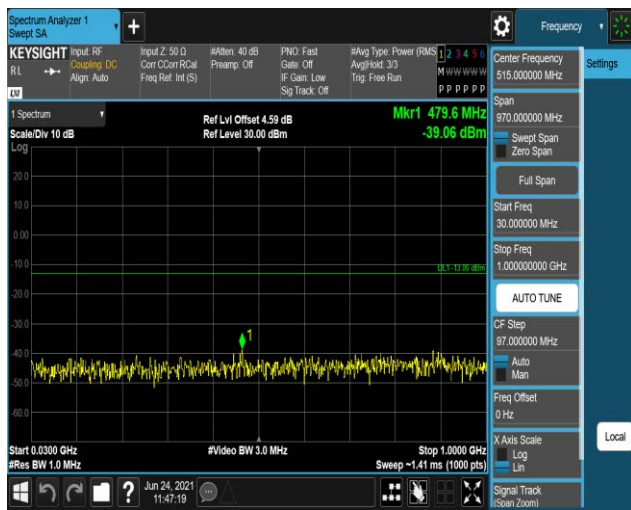 Spectrum Analyzer 1
Swept SA
Frequency
KEYSIGHT
Input: RF
Coupling: DC
Align: Auto
Input Z: 50 Ω
Corr CCorr RCal
Freq Ref: Int (S)
#Atten: 40 dB
Preamp: Off
PNO: Fast
Gate: Off
IF Gain: Low
Sig Track: Off
#Avg Type: Power (RMS
Avg|Hold: 3/3
Trig: Free Run
1 2 3 4 5 6
M W W W W W
P P P P P P
R L
LXI
1 Spectrum
Scale/Div 10 dB
Log
Ref Lvl Offset 4.59 dB
Ref Level 30.00 dBm
Mkr1 479.6 MHz
-39.06 dBm
20.0
10.0
0.00
-10.0
-20.0
-30.0
-40.0
-50.0
-60.0
DL1 -13.00 dBm
1
Start 0.0300 GHz
#Res BW 1.0 MHz
#Video BW 3.0 MHz
Stop 1.0000 GHz
Sweep ~1.41 ms (1000 pts)
Jun 24, 2021
11:47:19
Center Frequency
515.000000 MHz
Span
970.000000 MHz
Swept Span
Zero Span
Full Span
Start Freq
30.000000 MHz
Stop Freq
1.000000000 GHz
AUTO TUNE
CF Step
97.000000 MHz
Auto
Man
Freq Offset
0 Hz
X Axis Scale
Log
Lin
Signal Track
(Span Zoom)
Settings
Local